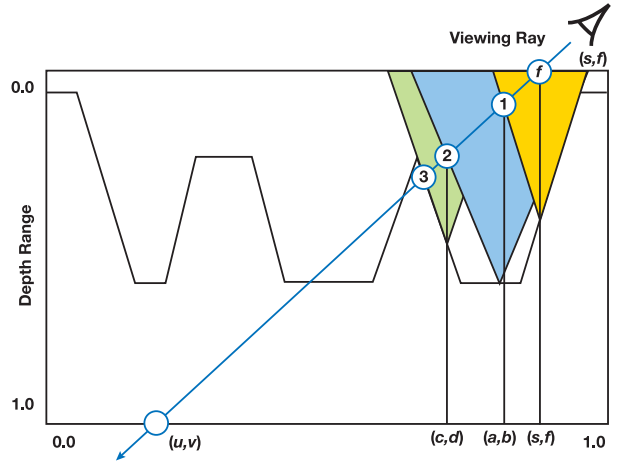 Viewing Ray
(s,f)
0.0
f
1
2
3
Depth Range
1.0
0.0
(u,v)
(c,d)
(a,b)
(s,f)
1.0